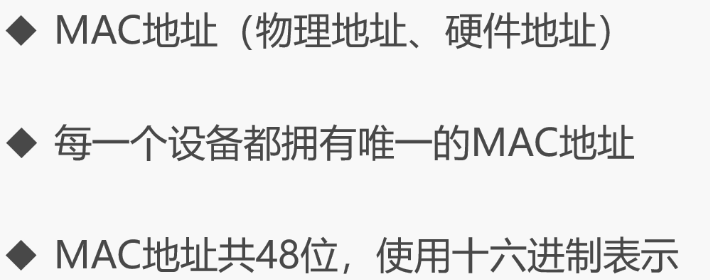 ◆ MAC地址（物理地址、硬件地址）
◆ 每一个设备都拥有唯一的MAC地址
◆ MAC地址共48位，使用十六进制表示